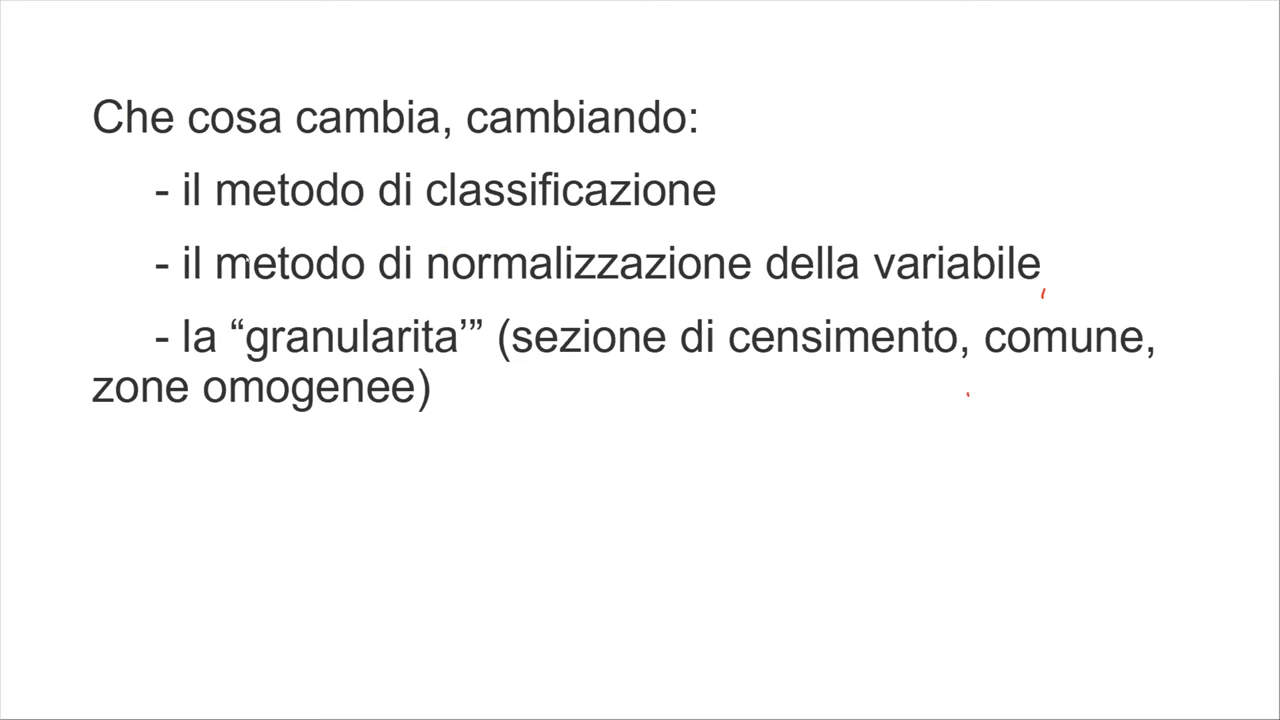 Che cosa cambia, cambiando:
- il metodo di classificazione
- il metodo di normalizzazione della variabile
- la “granularita’” (sezione di censimento, comune,
zone omogenee)